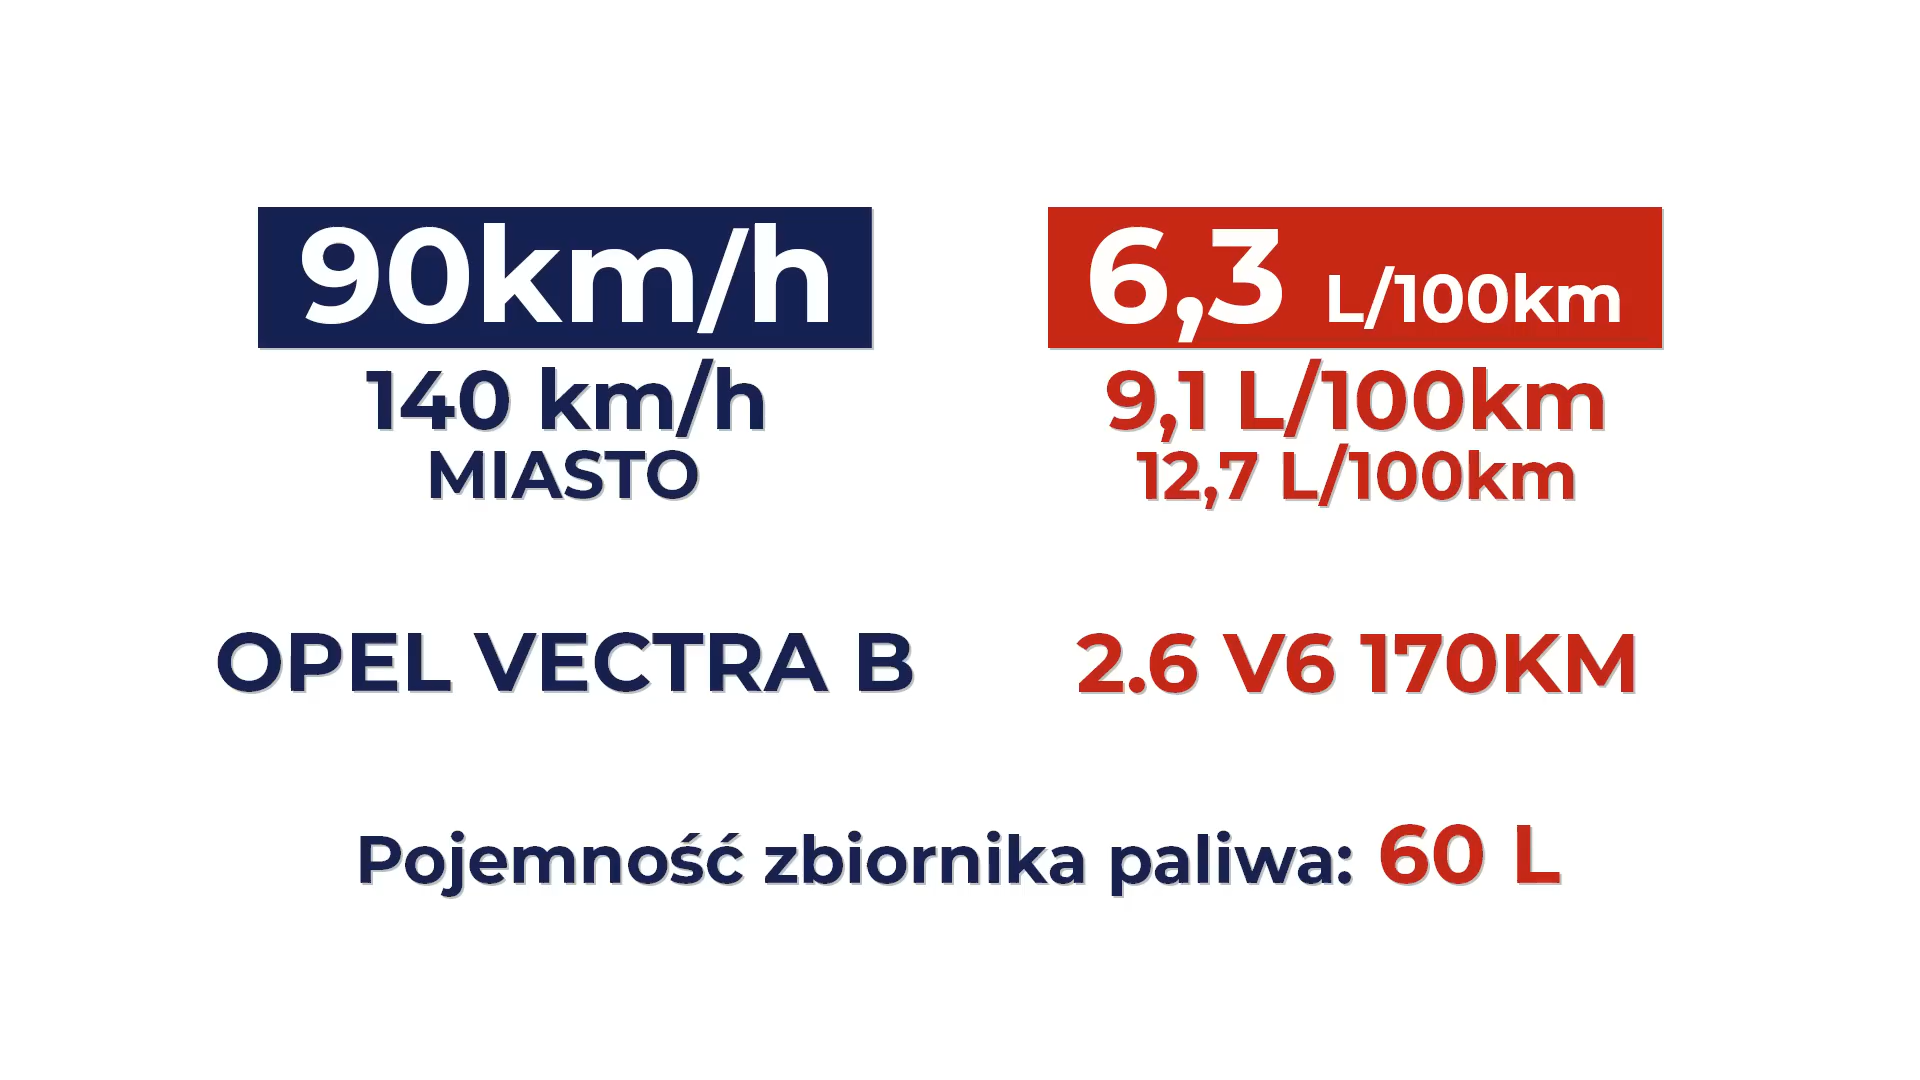 90km/h 6,3 L/100km
140 km/h 9,1 L/100km
MIASTO 12,7 L/100km
OPEL VECTRA B 2.6 V6 170KM
Pojemność zbiornika paliwa: 60 L